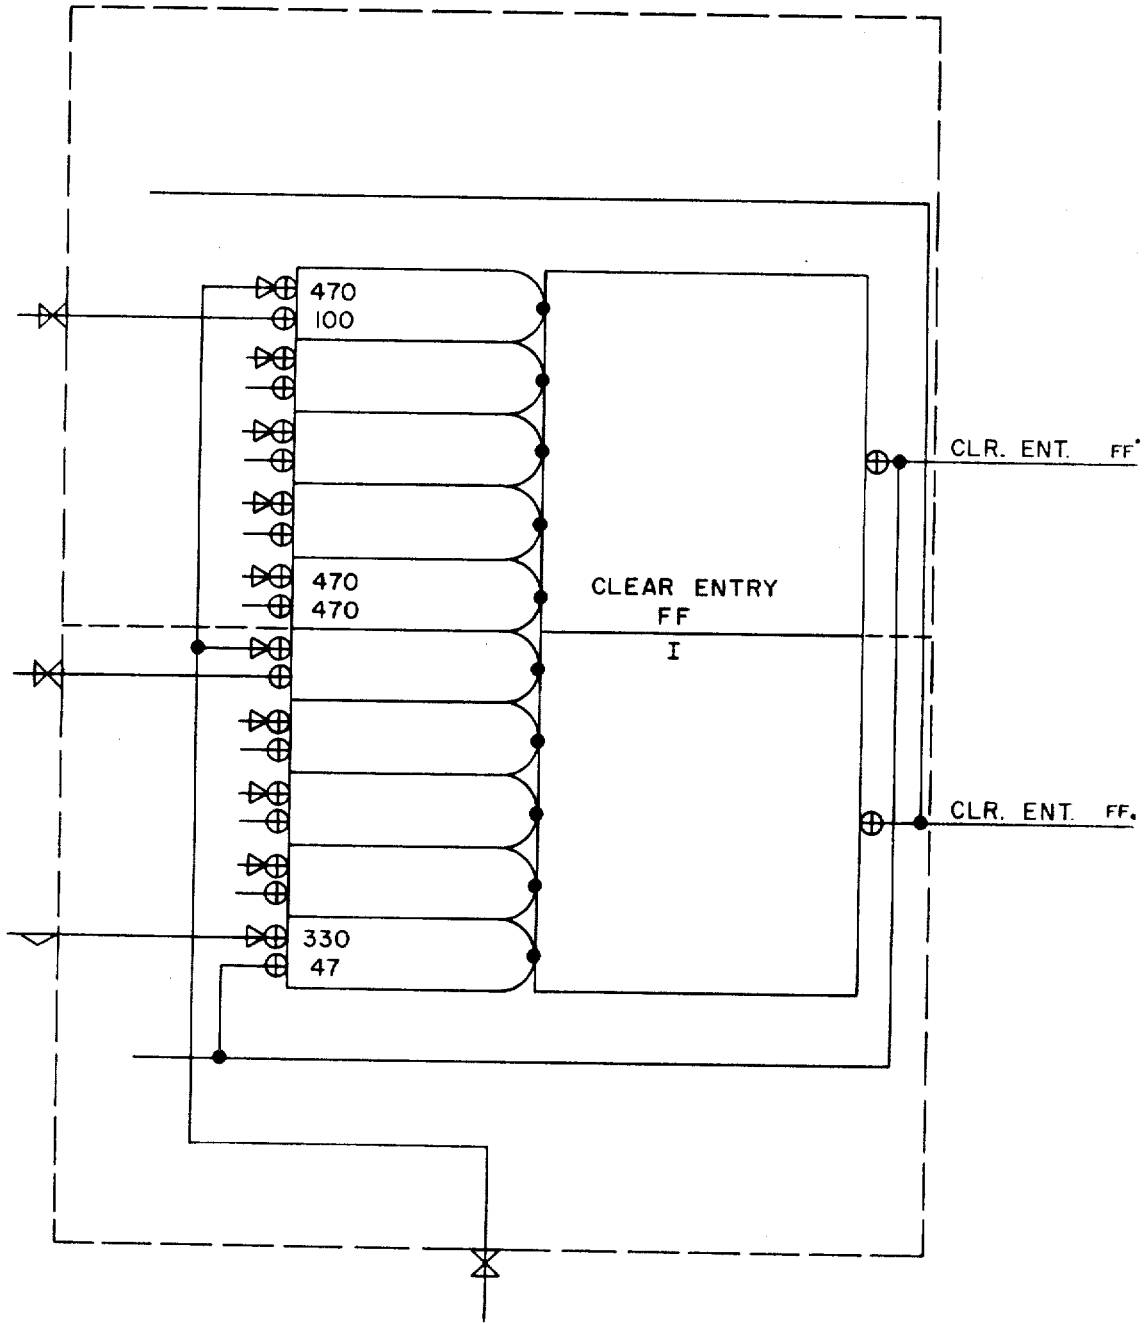 470
100
CLR. ENT. FF•
470
470
CLEAR ENTRY
FF
I
CLR. ENT. FF•
330
47